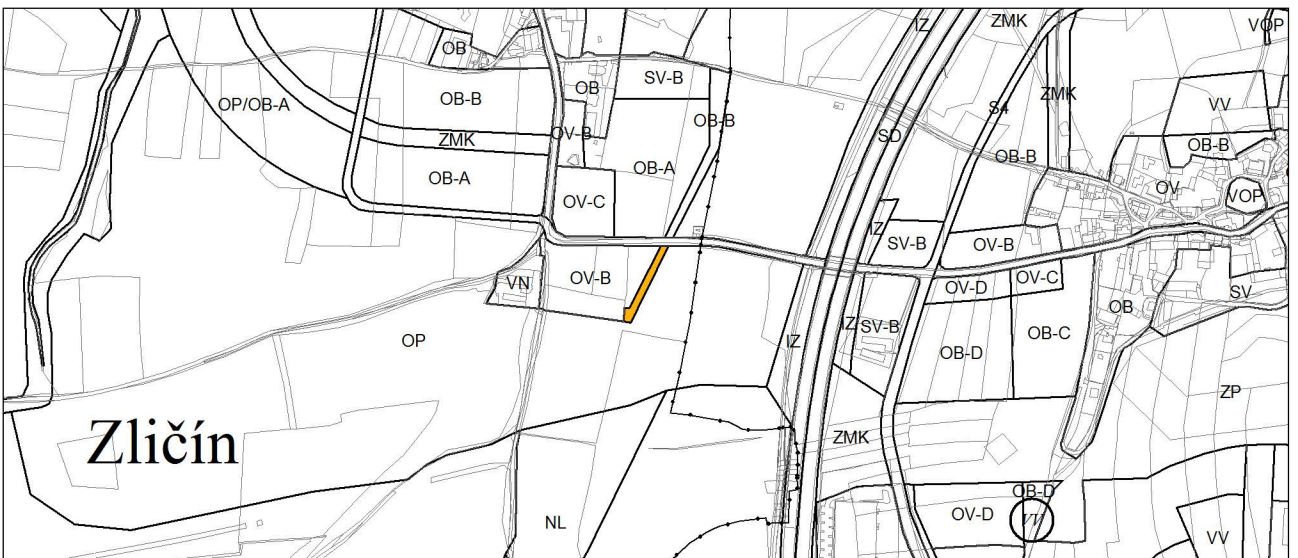 IZ
ZMK
VOP
OB
SV-B
OB
OB-B
OP/OB-A
ZMK
VV
S4
OB-B
OV-B
SD
ZMK
OB-B
OB-B
OB-A
OB-A
OV
OV-C
VOP
IZ
SV-B
OV-B
OV-B
VN
OV-C
OV-D
SV
OB
IZ
SV-B
OB-C
OP
IZ
OB-D
ZP
Zličín
ZMK
OB-D
NL
OV-D
VV
VV